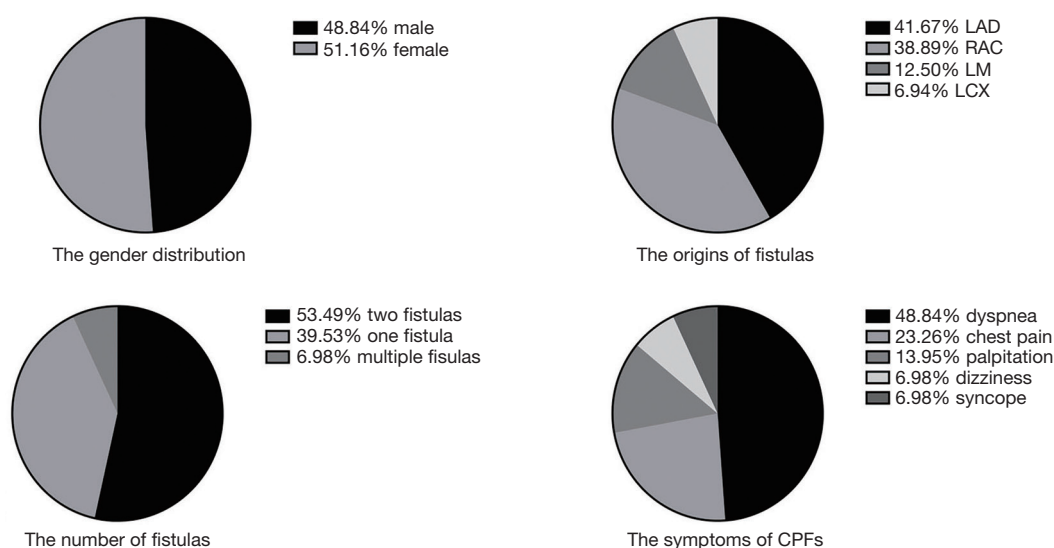 48.84% male
51.16% female
The gender distribution
41.67% LAD
38.89% RAC
12.50% LM
6.94% LCX
The origins of fistulas
53.49% two fistulas
39.53% one fistula
6.98% multiple fisulas
The number of fistulas
48.84% dyspnea
23.26% chest pain
13.95% palpitation
6.98% dizziness
6.98% syncope
The symptoms of CPFs